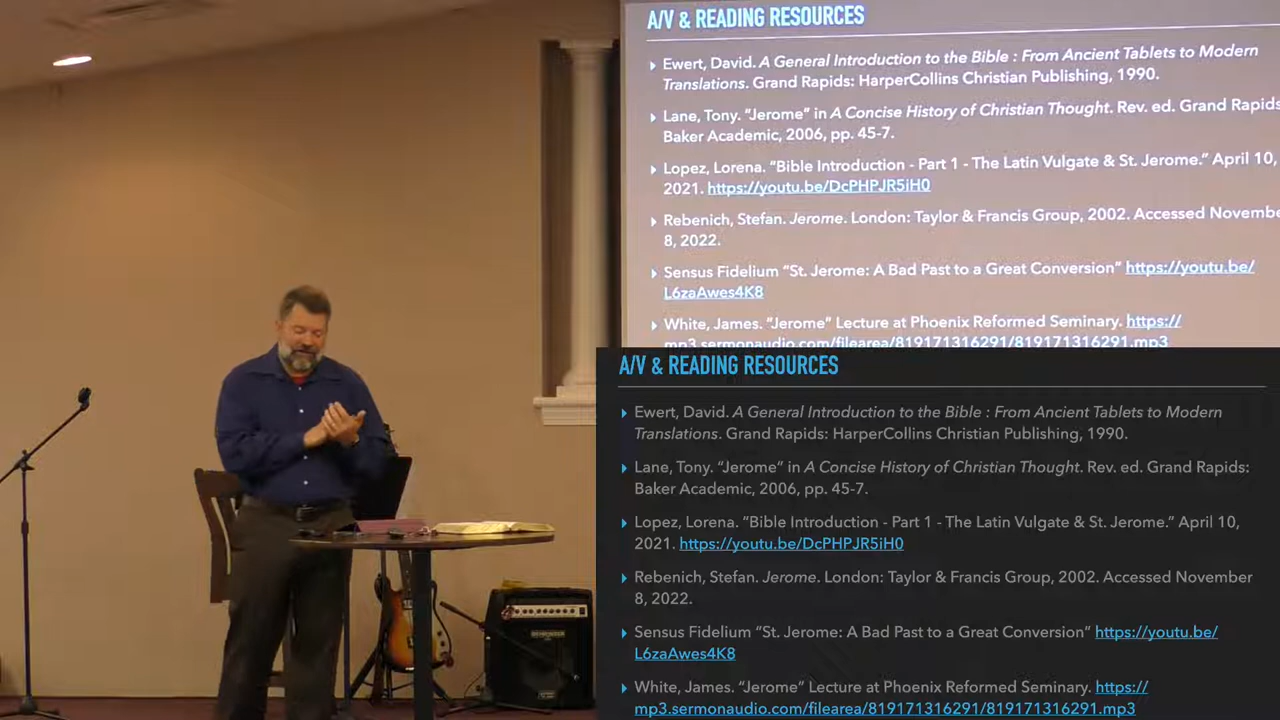 A/V & READING RESOURCES
Ewert, David. A General Introduction to the Bible : From Ancient Tablets to Modern
Translations. Grand Rapids: HarperCollins Christian Publishing, 1990.
Lane, Tony. “Jerome” in A Concise History of Christian Thought. Rev. ed. Grand Rapids
Baker Academic, 2006, pp. 45-7.
Lopez, Lorena. “Bible Introduction - Part 1 - The Latin Vulgate & St. Jerome.” April 10,
2021. https://youtu.be/DcPHPJR5iH0
Rebenich, Stefan. Jerome. London: Taylor & Francis Group, 2002. Accessed Novembe
8, 2022.
Sensus Fidelium “St. Jerome: A Bad Past to a Great Conversion” https://youtu.be/
L6zaAwes4K8
White, James. “Jerome” Lecture at Phoenix Reformed Seminary. https://
mp3.sermonaudio.com/filearea/819171316291/819171316291.mp3
A/V & READING RESOURCES
Ewert, David. A General Introduction to the Bible : From Ancient Tablets to Modern
Translations. Grand Rapids: HarperCollins Christian Publishing, 1990.
Lane, Tony. “Jerome” in A Concise History of Christian Thought. Rev. ed. Grand Rapids:
Baker Academic, 2006, pp. 45-7.
Lopez, Lorena. “Bible Introduction - Part 1 - The Latin Vulgate & St. Jerome.” April 10,
2021. https://youtu.be/DcPHPJR5iH0
Rebenich, Stefan. Jerome. London: Taylor & Francis Group, 2002. Accessed November
8, 2022.
Sensus Fidelium “St. Jerome: A Bad Past to a Great Conversion” https://youtu.be/
L6zaAwes4K8
White, James. “Jerome” Lecture at Phoenix Reformed Seminary. https://
mp3.sermonaudio.com/filearea/819171316291/819171316291.mp3